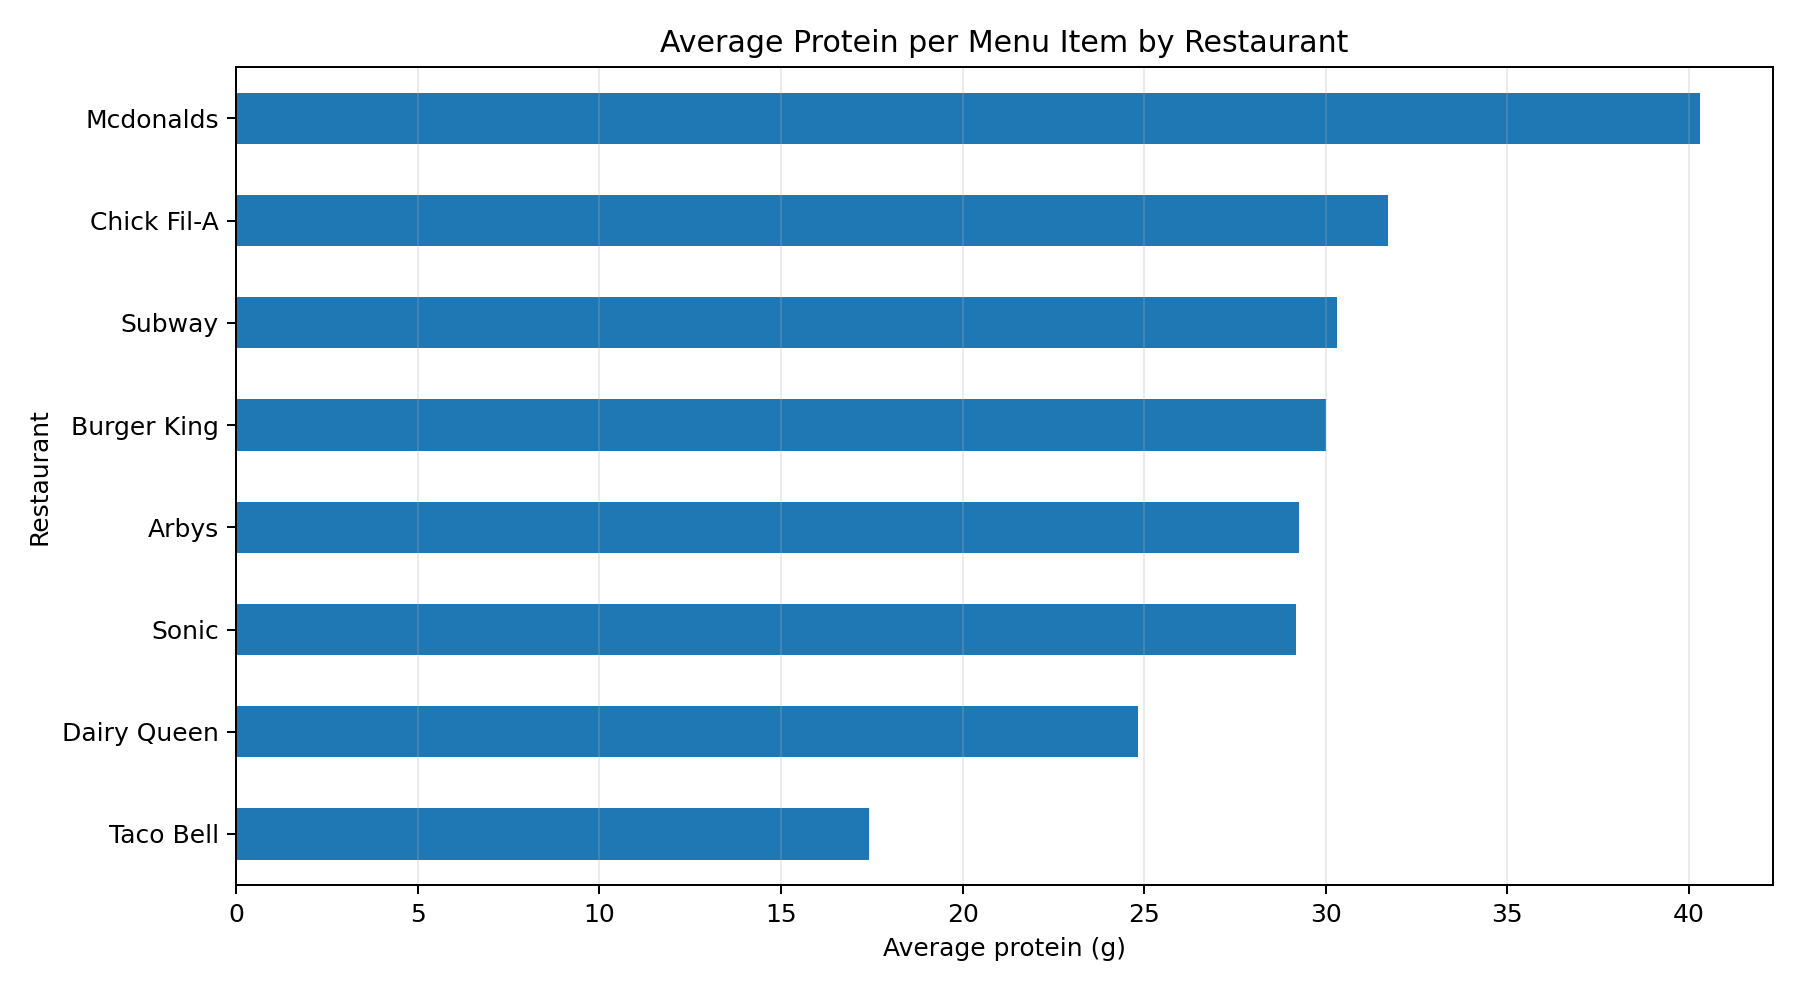 Average Protein per Menu Item by Restaurant
Restaurant
Mcdonalds
Chick Fil-A
Subway
Burger King
Arbys
Sonic
Dairy Queen
Taco Bell
0 5 10 15 20 25 30 35 40
Average protein (g)